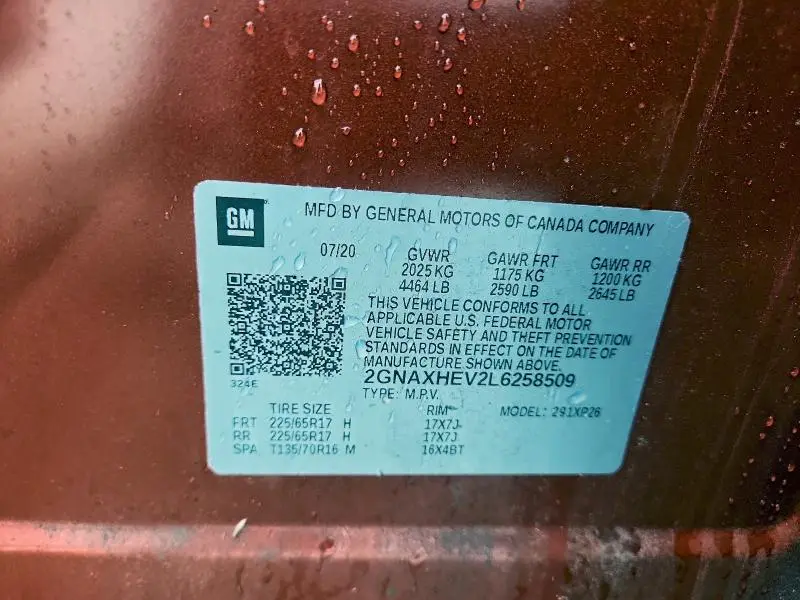 GM
MFD BY GENERAL MOTORS OF CANADA COMPANY
07/20 GVWR GAWR FRT GAWR RR
2025 KG 1175 KG 1200 KG
4464 LB 2590 LB 2645 LB
THIS VEHICLE CONFORMS TO ALL
APPLICABLE U.S. FEDERAL MOTOR
VEHICLE SAFETY AND THEFT PREVENTION
STANDARDS IN EFFECT ON THE DATE OF
MANUFACTURE SHOWN ABOVE.
324E
2GNAXHEV2L6258509
TYPE: M.P.V.
TIRE SIZE RIM MODEL: 291XP26
FRT 225/65R17 H 17X7J
RR 225/65R17 H 17X7J
SPA T135/70R16 M 16X4BT